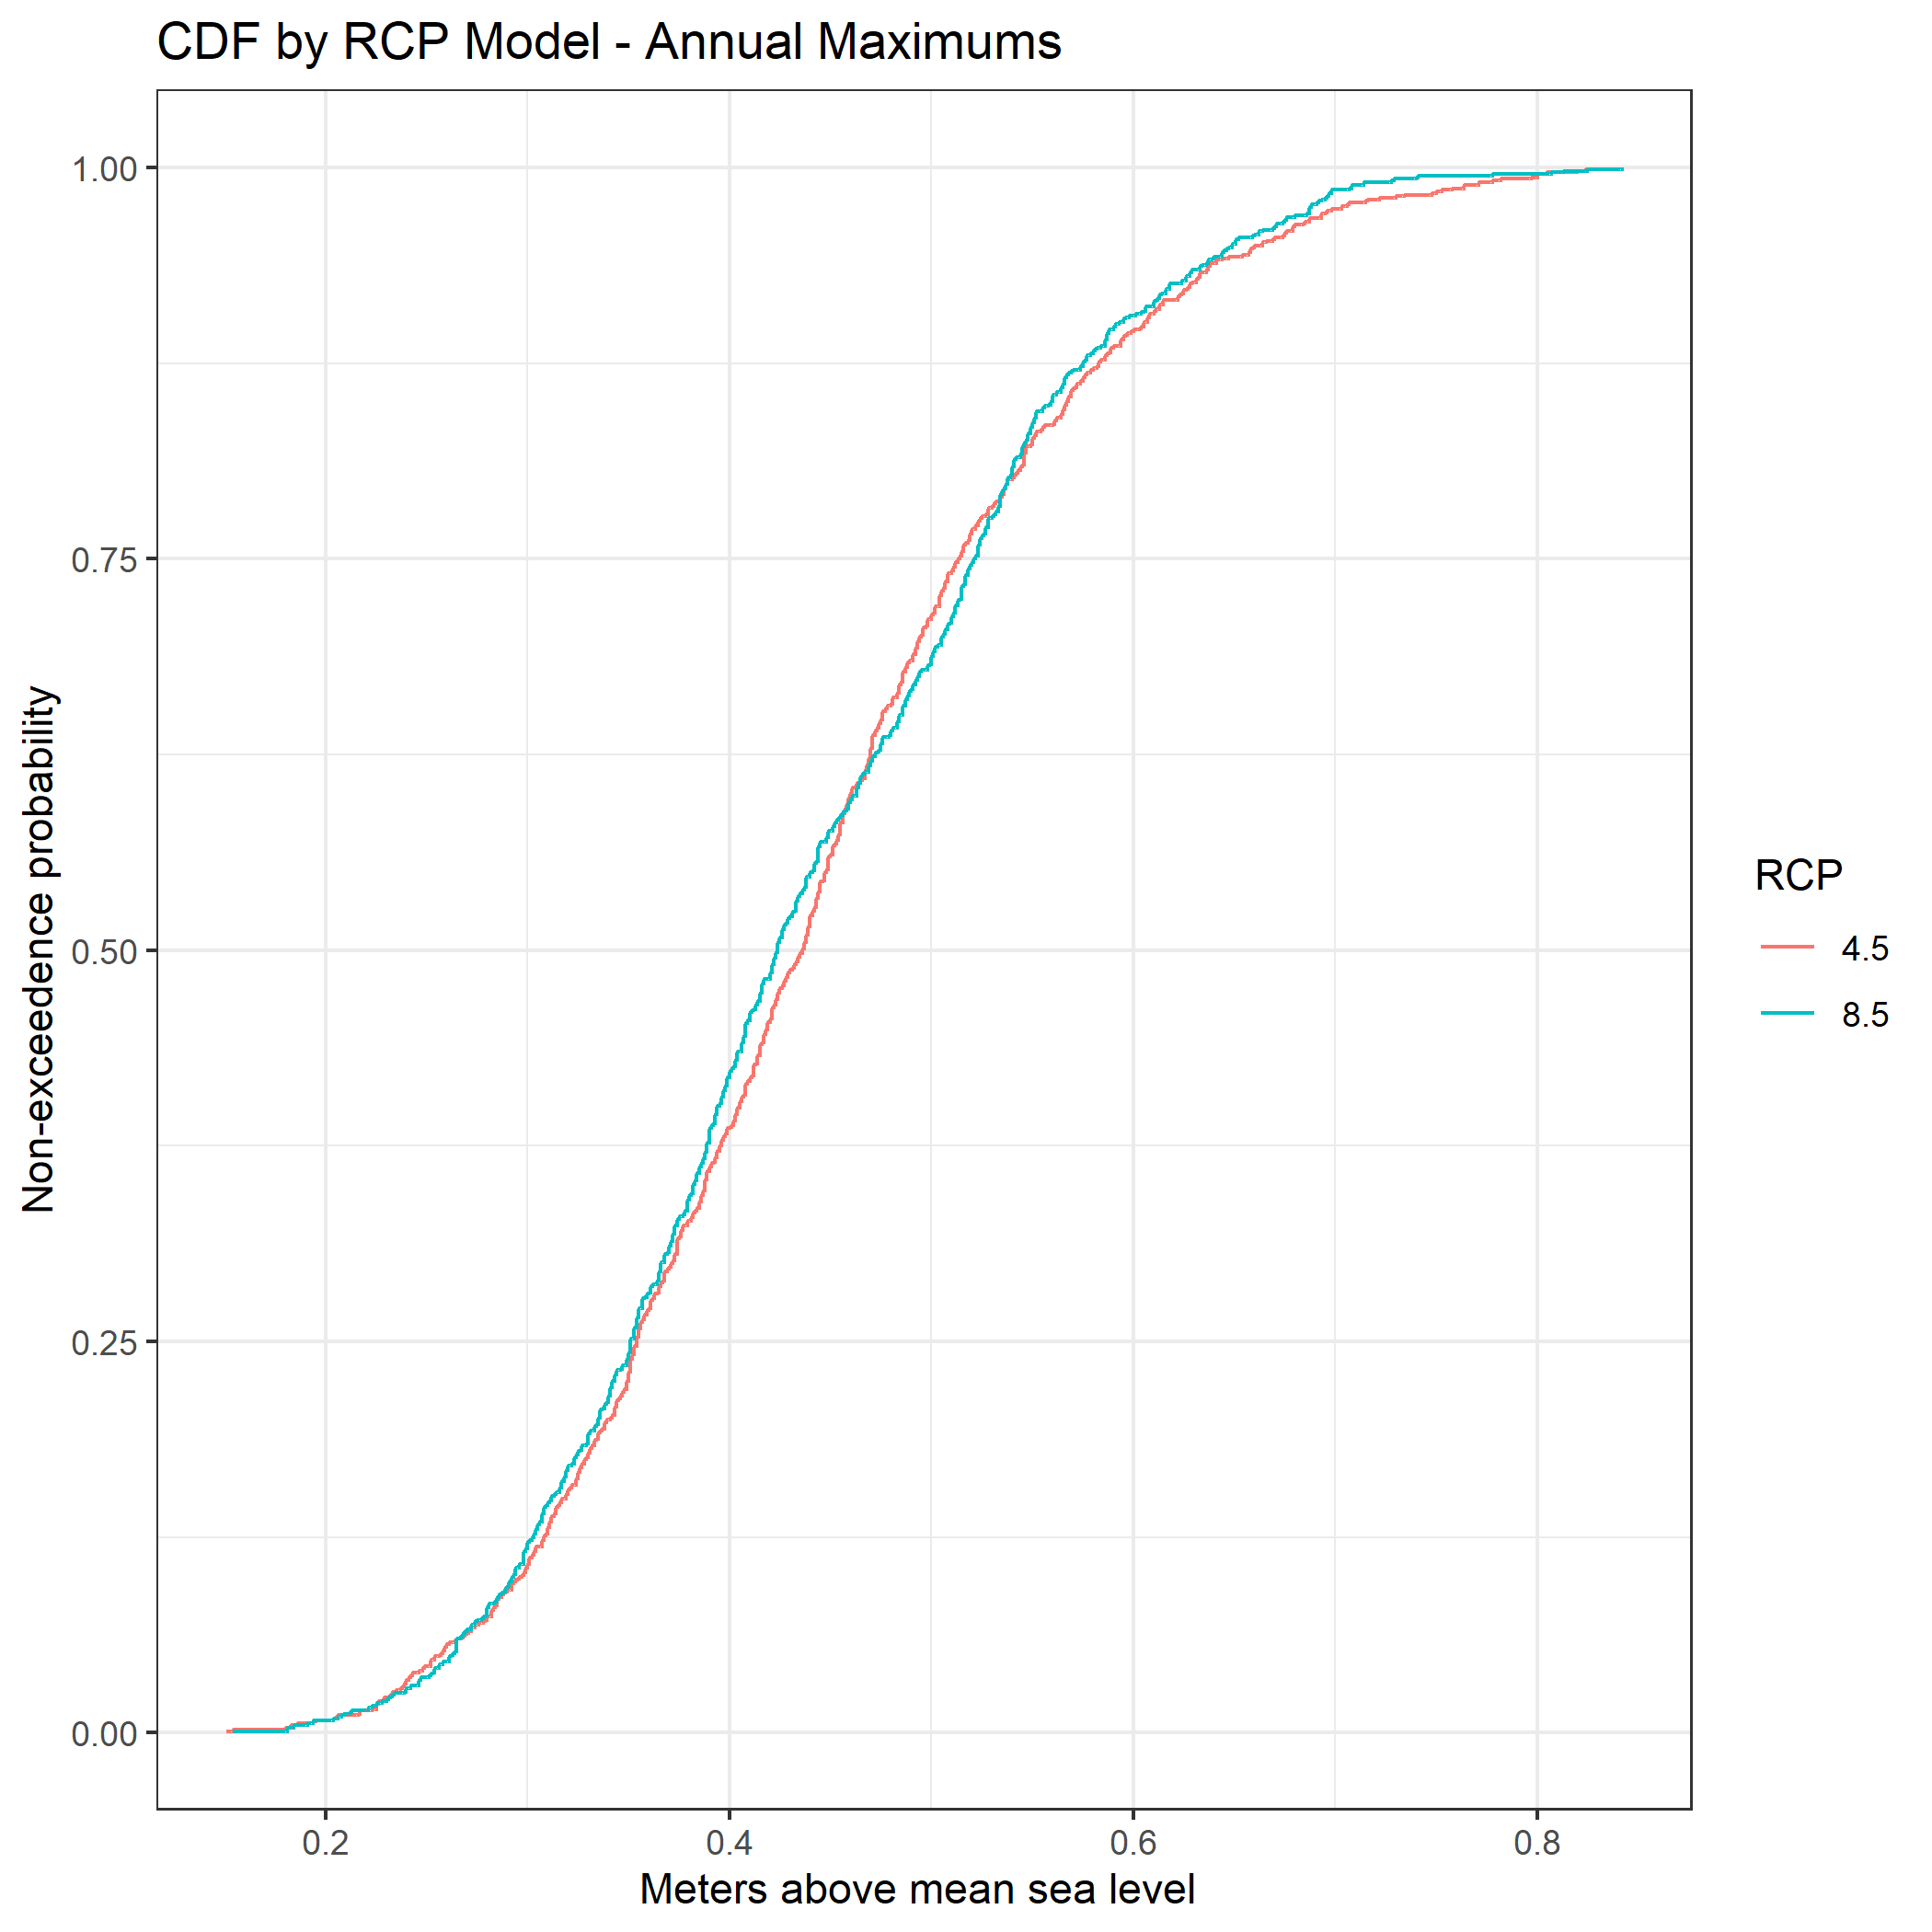 CDF by RCP Model - Annual Maximums
1.00
0.75
0.50
0.25
0.00
Non-exceedence probability
0.2 0.4 0.6 0.8
Meters above mean sea level
RCP
4.5
8.5